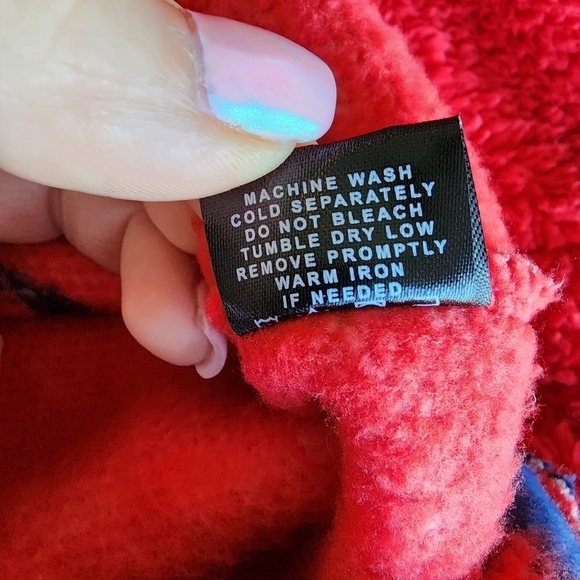 MACHINE WASH
COLD SEPARATELY
DO NOT BLEACH
TUMBLE DRY LOW
REMOVE PROMPTLY
WARM IRON
IF NEEDED